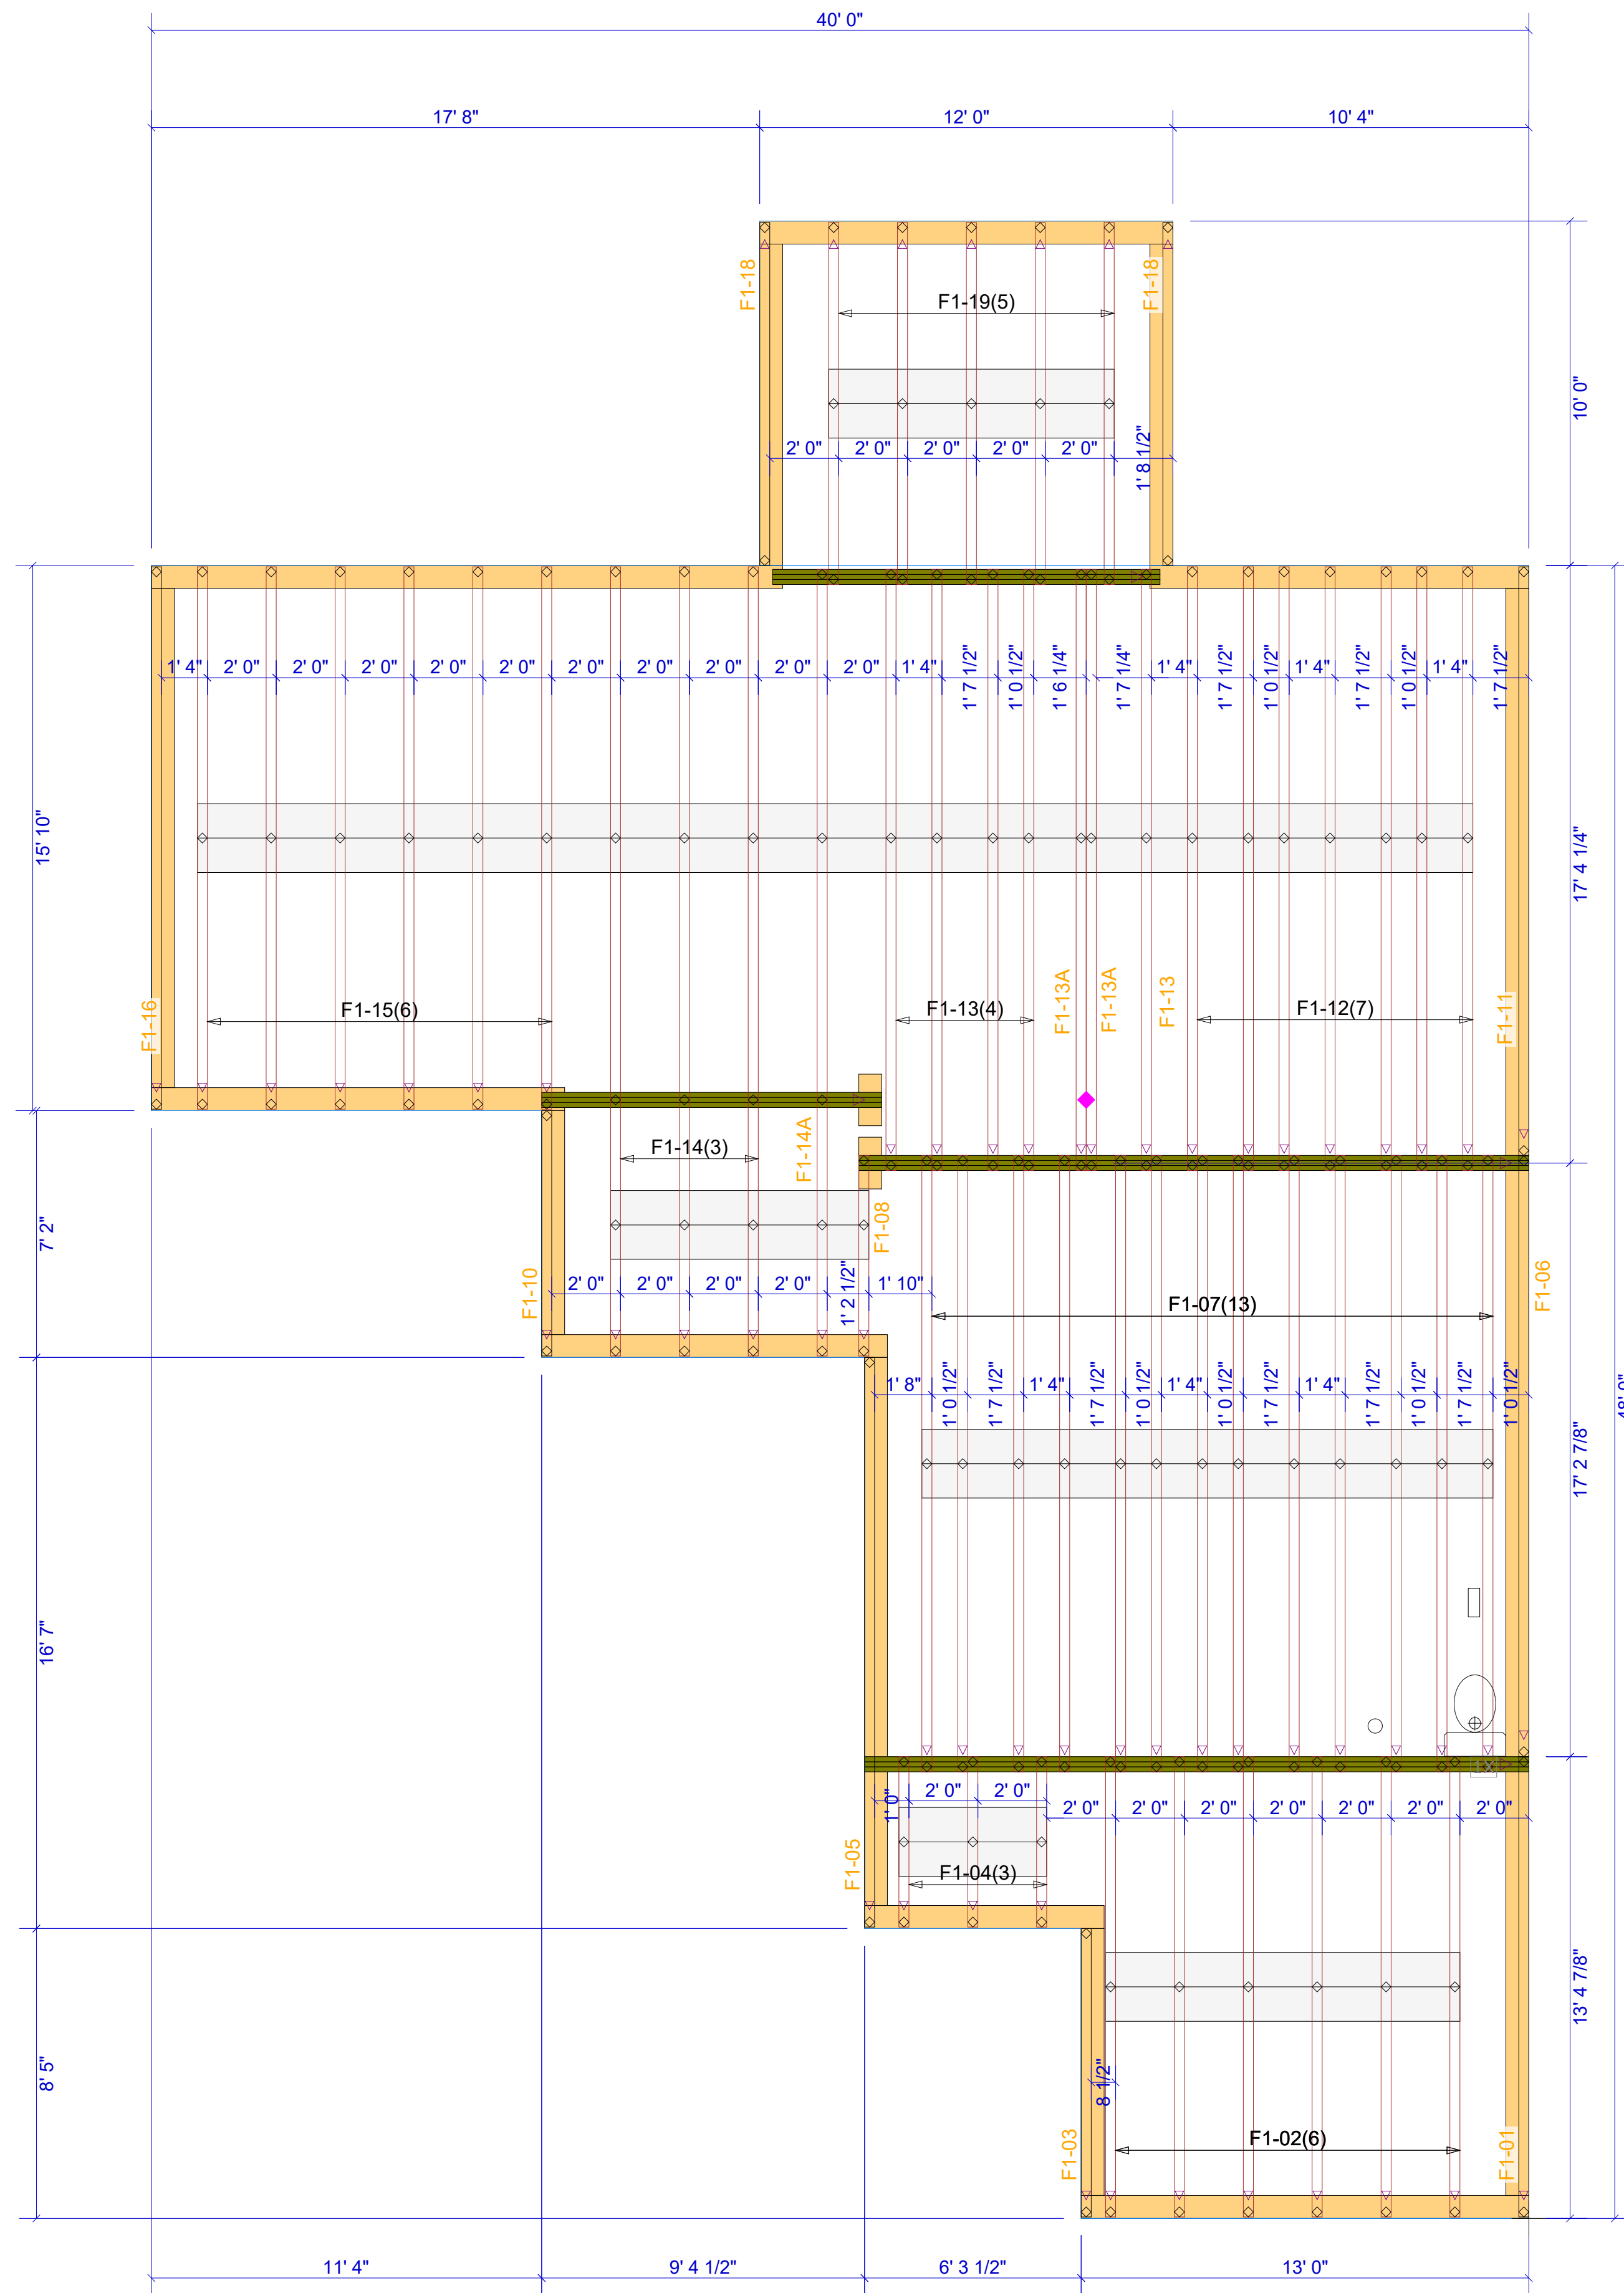 40' 0"
17' 8" 12' 0" 10' 4"
F1-18 F1-18
F1-19(5)
10' 0"
2' 0" 2' 0" 2' 0" 2' 0" 2' 0" 1' 8 1/2"
1' 4" 2' 0" 2' 0" 2' 0" 2' 0" 2' 0" 2' 0" 2' 0" 2' 0" 2' 0" 2' 0" 1' 4" 1' 7 1/2" 1' 0 1/2" 1' 6 1/4" 1' 7 1/4" 1' 4" 1' 7 1/2" 1' 0 1/2" 1' 4" 1' 7 1/2" 1' 0 1/2" 1' 4" 1' 7 1/2"
15' 10" 17' 4 1/4"
F1-16 F1-15(6) F1-13(4) F1-13A F1-13A F1-13 F1-12(7) F1-11
F1-14(3) F1-14A
7' 2" F1-08
F1-10 2' 0" 2' 0" 2' 0" 2' 0" 1' 2 1/2" 1' 10" F1-06
F1-07(13)
1' 8" 1' 0 1/2" 1' 7 1/2" 1' 4" 1' 7 1/2" 1' 0 1/2" 1' 4" 1' 0 1/2" 1' 7 1/2" 1' 4" 1' 7 1/2" 1' 0 1/2" 1' 7 1/2" 1' 0 1/2"
48' 0"
17' 2 7/8"
16' 7"
1' 0" 2' 0" 2' 0" 2' 0" 2' 0" 2' 0" 2' 0" 2' 0" 2' 0" 2' 0"
F1-05 F1-04(3)
13' 4 7/8"
8' 5" 8 1/2"
F1-03 F1-02(6) F1-01
11' 4" 9' 4 1/2" 6' 3 1/2" 13' 0"